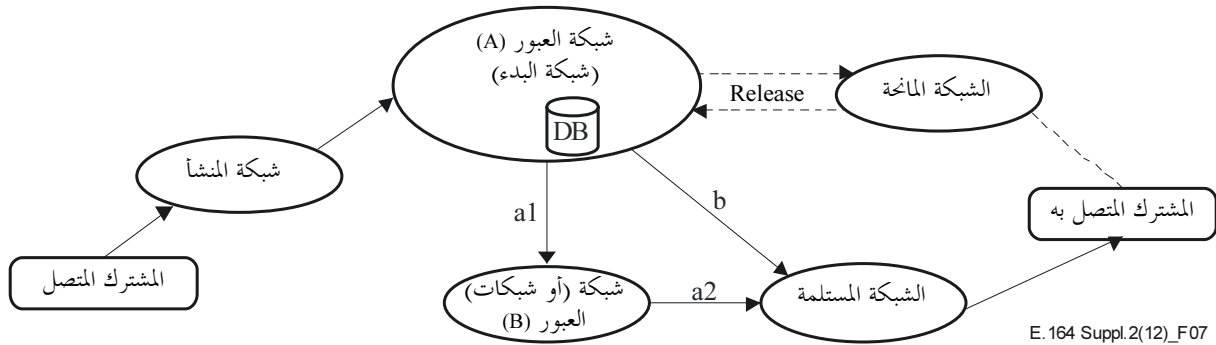 شبكة العبور (A)
(شبكة البدء)
DB
Release
الشبكة المانحة
شبكة المنشأ
المشترك المتصل
المشترك المتصل به
a1
b
شبكة (أو شبكات)
العبور (B)
a2
الشبكة المستلمة
E.164 Suppl.2(12)_F07